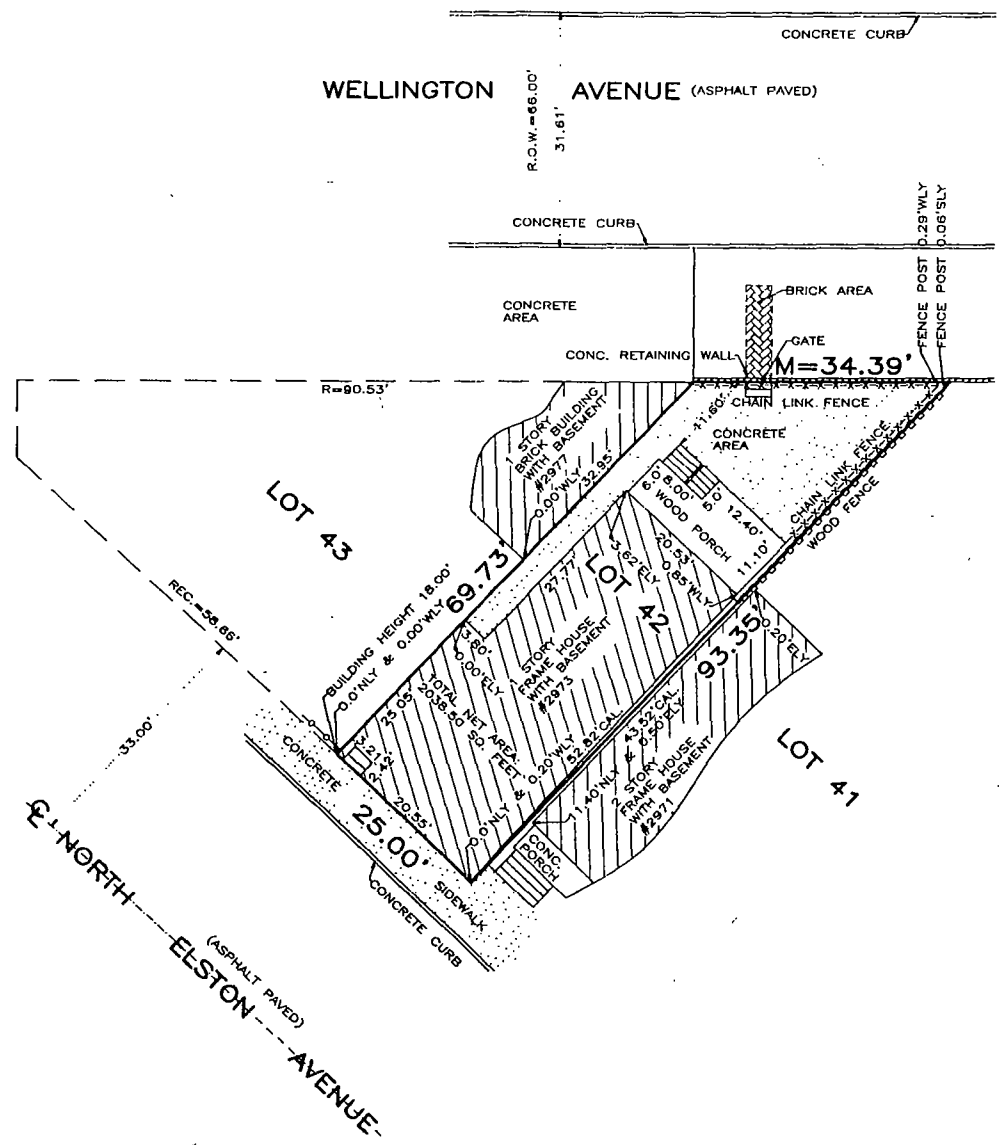 CONCRETE CURB
WELLINGTON AVENUE (ASPHALT PAVED)
R.O.W.=66.00'
31.61'
CONCRETE CURB
FENCE POST 0.29'WLY
FENCE POST 0.06'SLY
CONCRETE
AREA
BRICK AREA
GATE
CONC. RETAINING WALL
M=34.39'
R=90.53'
CHAIN LINK FENCE
11.60'
CONCRETE
AREA
1 STORY
BRICK BUILDING
WITH BASEMENT
#2977
0.00'WLY
32.95'
6.0'
8.00'
5.0'
12.40'
WOOD PORCH
11.10'
CHAIN LINK FENCE
WOOD FENCE
LOT 43
69.73'
3.62'ELY
20.53'
0.85'WLY
LOT 42
27.77'
REC.=58.86'
BUILDING HEIGHT 18.00'
0.0'NLY & 0.00'WLY
3.80'
0.00'ELY
1 STORY
FRAME HOUSE
WITH BASEMENT
#2973
93.35'
0.20'ELY
25.05'
TOTAL NET AREA:
2038.50 SQ. FEET
52.82'CAL.
43.52'CAL.
0.0'NLY & 0.20'WLY
11.40'NLY & 0.50'ELY
2 STORY
FRAME HOUSE
WITH BASEMENT
#2971
LOT 41
33.00'
3.21'
20.55'
CONCRETE
SIDEWALK
25.00'
CONC.
PORCH
CONCRETE CURB
NORTH ELSTON AVENUE
(ASPHALT PAVED)